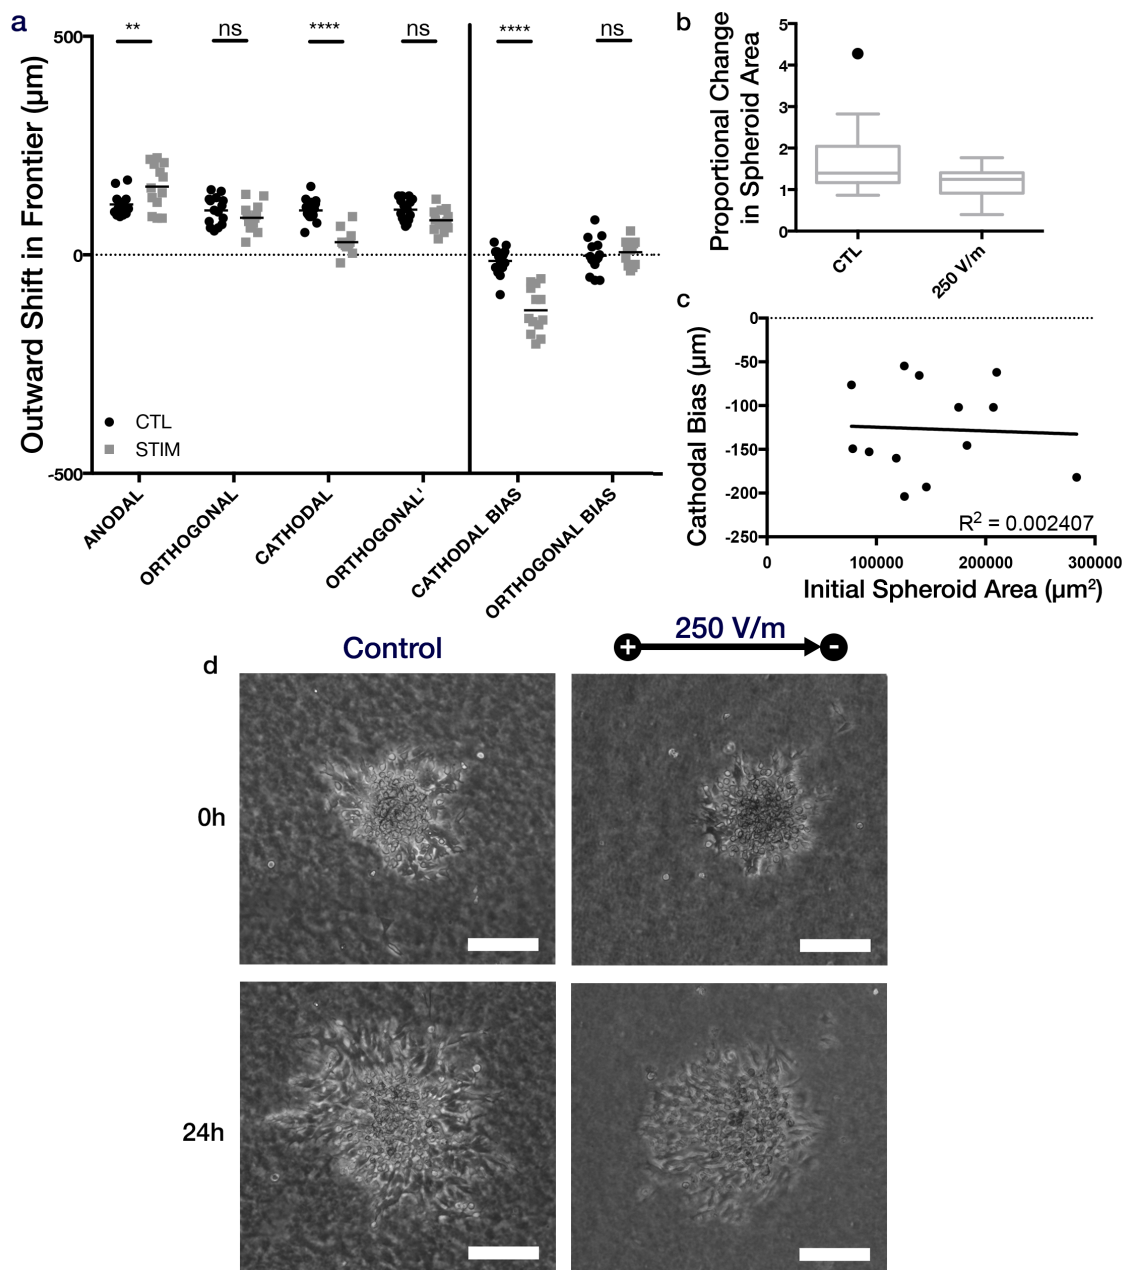 a
Outward Shift in Frontier (µm)
500
0
-500
**
ns
****
ns
****
ns
CTL
STIM
ANODAL
ORTHOGONAL
CATHODAL
ORTHOGONAL'
CATHODAL BIAS
ORTHOGONAL BIAS
b
Proportional Change
in Spheroid Area
5
4
3
2
1
0
CTL
250 V/m
c
Cathodal Bias (µm)
0
-50
-100
-150
-200
-250
R² = 0.002407
0
100000
200000
300000
Initial Spheroid Area (µm²)
d
Control
250 V/m
+
-
0h
24h